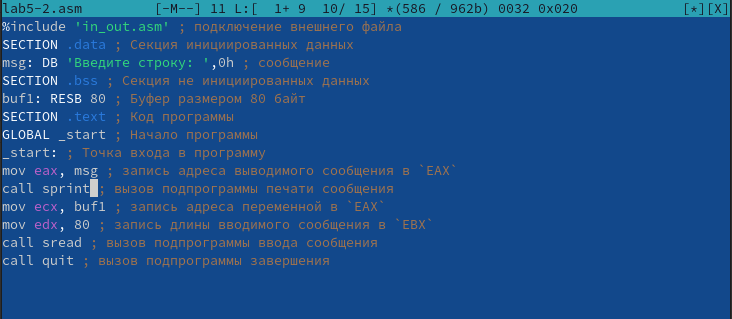 lab5-2.asm [-M--] 11 L:[ 1+ 9 10/ 15] *(586 / 962b) 0032 0x020 [*][X]
%include 'in_out.asm' ; подключение внешнего файла
SECTION .data ; Секция инициированных данных
msg: DB 'Введите строку: ',0h ; сообщение
SECTION .bss ; Секция не инициированных данных
buf1: RESB 80 ; Буфер размером 80 байт
SECTION .text ; Код программы
GLOBAL _start ; Начало программы
_start: ; Точка входа в программу
mov eax, msg ; запись адреса выводимого сообщения в `EAX`
call sprint ; вызов подпрограммы печати сообщения
mov ecx, buf1 ; запись адреса переменной в `EAX`
mov edx, 80 ; запись длины вводимого сообщения в `EBX`
call sread ; вызов подпрограммы ввода сообщения
call quit ; вызов подпрограммы завершения